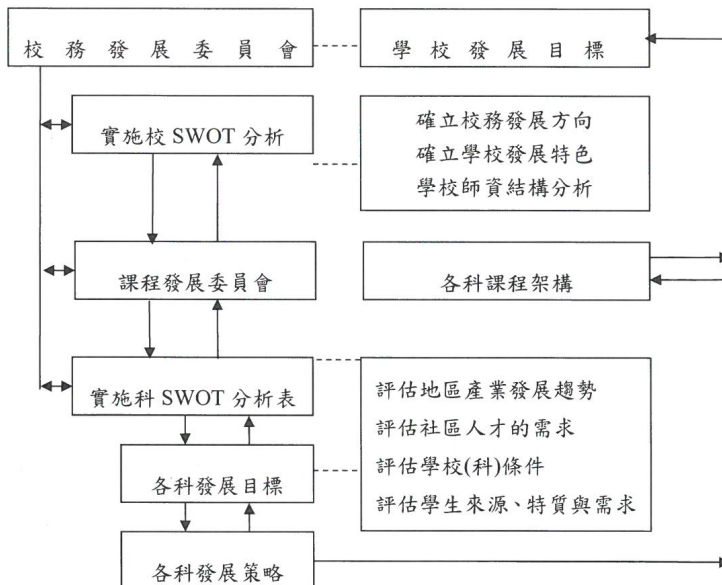 校務發展委員會
學校發展目標
實施校 SWOT 分析
確立校務發展方向
確立學校發展特色
學校師資結構分析
課程發展委員會
各科課程架構
實施科 SWOT 分析表
評估地區產業發展趨勢
評估社區人才的需求
評估學校(科)條件
評估學生來源、特質與需求
各科發展目標
各科發展策略